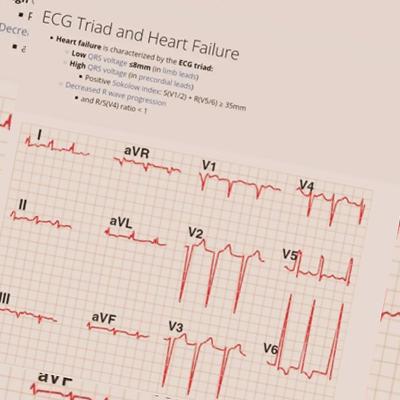 ECG Triad and Heart Failure
Heart failure is characterized by the ECG triad:
Low QRS voltage ≤8mm (in limb leads)
High QRS voltage (in precordial leads)
Positive Sokolow index: S(V1/2) + R(V5/6) ≥ 35mm
Decreased R wave progression
and R/S(V4) ratio < 1
Decrea
I
aVR
V1
V4
II
aVL
V2
V5
III
aVF
V3
V6
aVF